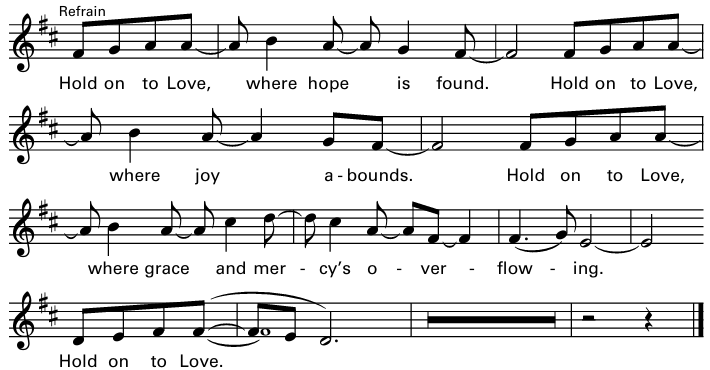 Refrain
Hold on to Love, where hope is found. Hold on to Love,
where joy a - bounds. Hold on to Love,
where grace and mer - cy's o - ver - flow - ing.
Hold on to Love.